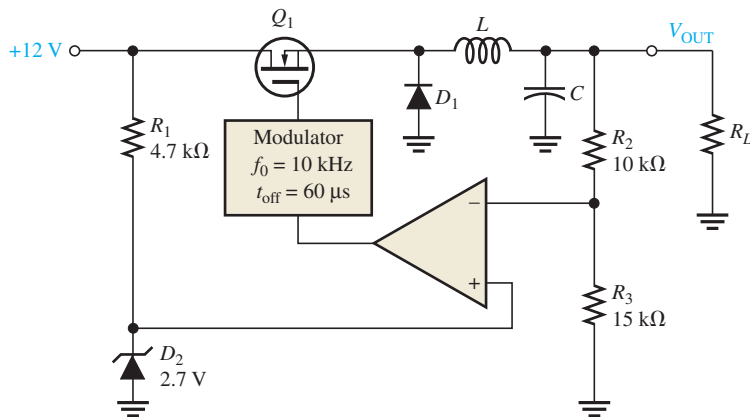 Q1
+12 V
L
VOUT
D1
C
R1
4.7 kΩ
Modulator
f0 = 10 kHz
toff = 60 µs
R2
10 kΩ
RL
−
+
R3
15 kΩ
D2
2.7 V